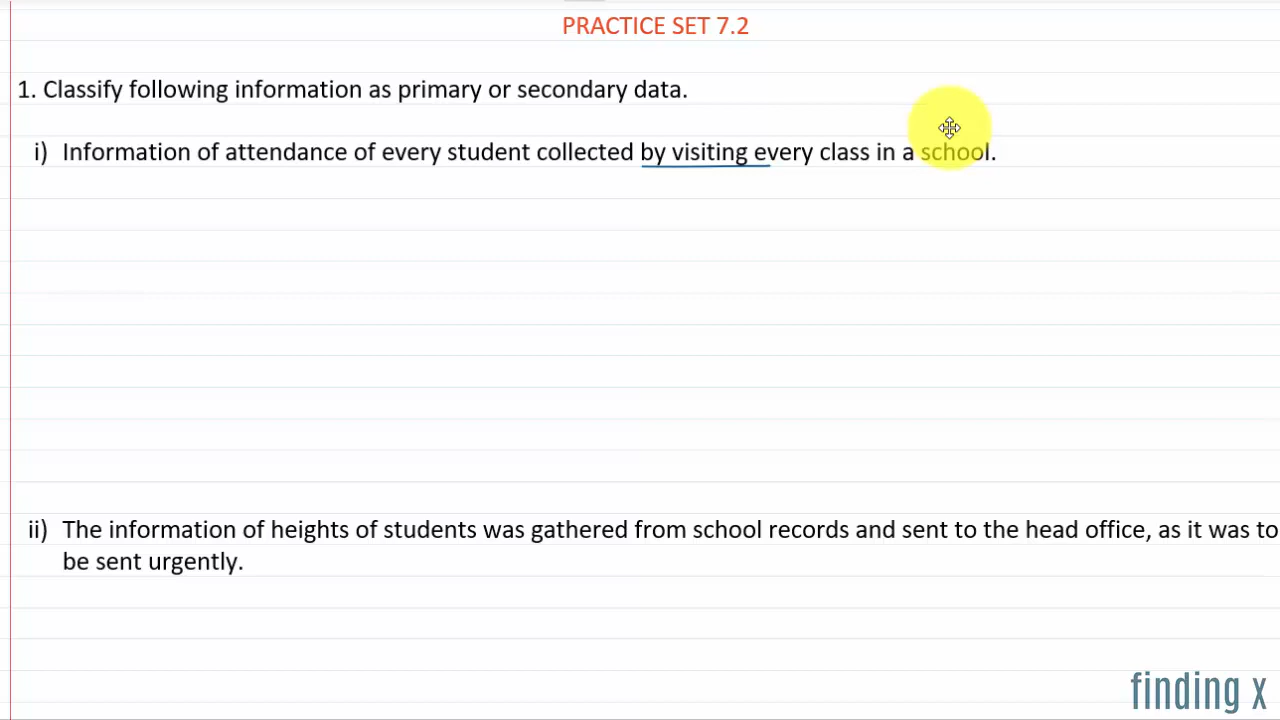 PRACTICE SET 7.2
1. Classify following information as primary or secondary data.
i) Information of attendance of every student collected by visiting every class in a school.
ii) The information of heights of students was gathered from school records and sent to the head office, as it was to
be sent urgently.
finding x